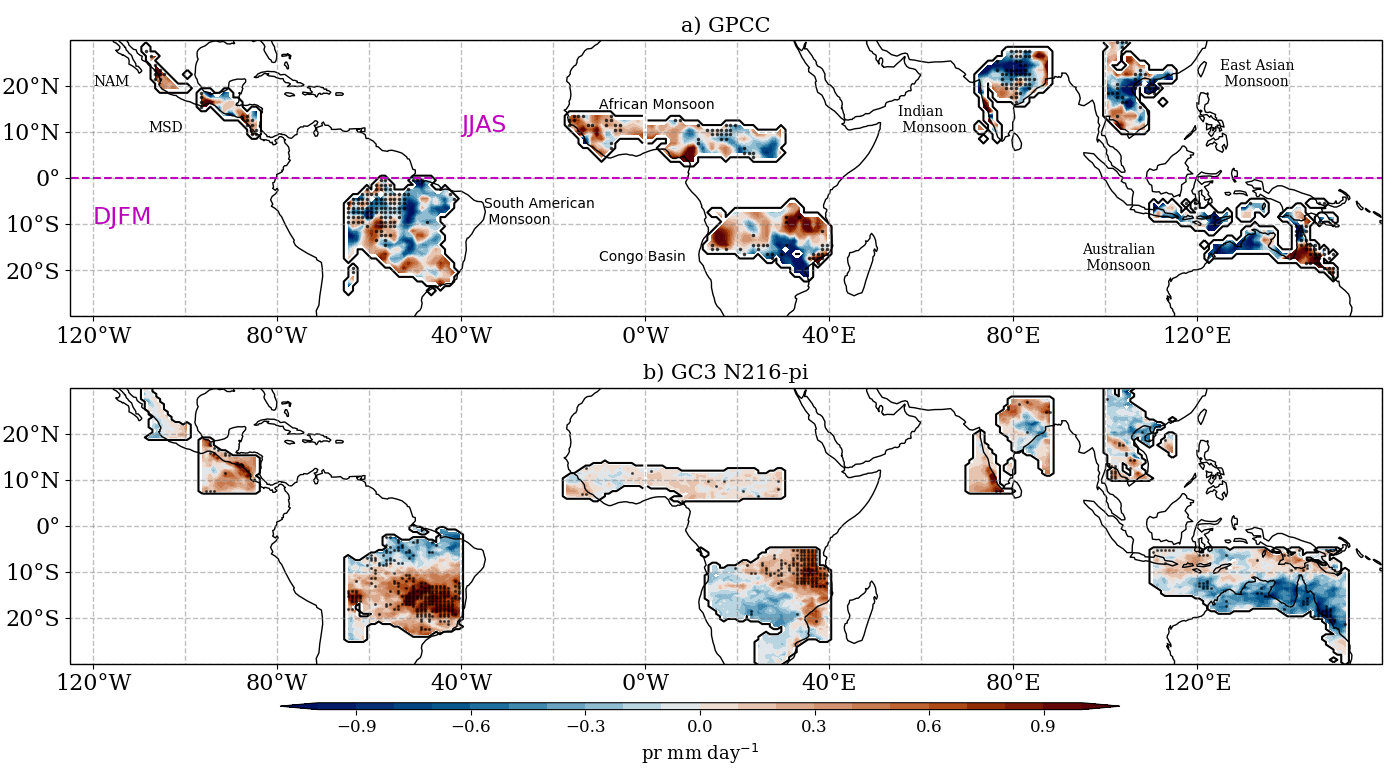 a) GPCC
20°N
10°N
0°
10°S
20°S
NAM
MSD
JJAS
DJFM
African Monsoon
South American
Monsoon
Congo Basin
Indian
Monsoon
East Asian
Monsoon
Australian
Monsoon
120°W
80°W
40°W
0°W
40°E
80°E
120°E
b) GC3 N216-pi
20°N
10°N
0°
10°S
20°S
120°W
80°W
40°W
0°W
40°E
80°E
120°E
−0.9
−0.6
−0.3
0.0
0.3
0.6
0.9
pr mm day⁻¹